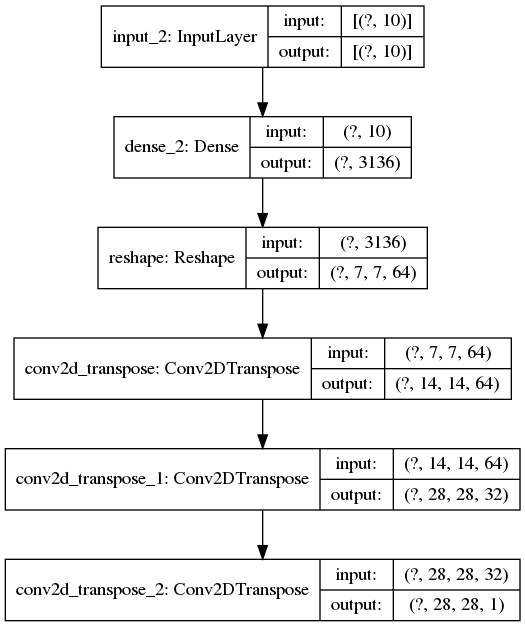 input_2: InputLayer
input:
[(?, 10)]
output:
[(?, 10)]
dense_2: Dense
input:
(?, 10)
output:
(?, 3136)
reshape: Reshape
input:
(?, 3136)
output:
(?, 7, 7, 64)
conv2d_transpose: Conv2DTranspose
input:
(?, 7, 7, 64)
output:
(?, 14, 14, 64)
conv2d_transpose_1: Conv2DTranspose
input:
(?, 14, 14, 64)
output:
(?, 28, 28, 32)
conv2d_transpose_2: Conv2DTranspose
input:
(?, 28, 28, 32)
output:
(?, 28, 28, 1)